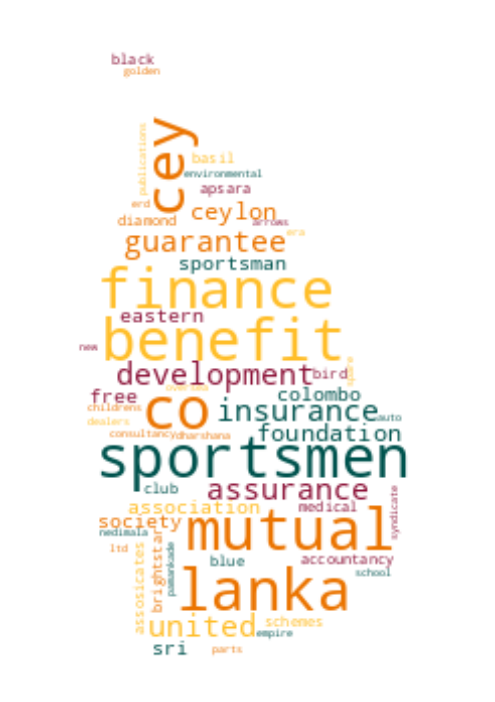 black
golden
publications
cey
basil
environmental
apsara
erd
ceylon
diamond
arrows
guarantee
era
sportsman
finance
eastern
benefit
new
development
bird
spare
oversea
free
colombo
childrens
co
insurance
auto
dealers
consultancy
dharshana
foundation
sportsmen
club
assurance
association
medical
syndicate
society
mutual
nedimala
ltd
assosicates
brightstar
pamankade
blue
accountancy
school
lanka
united
schemes
empire
sri
parts